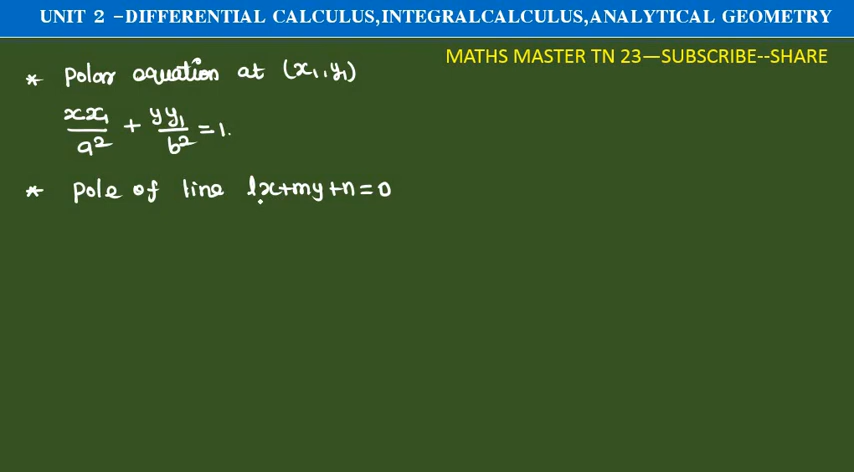 UNIT 2 –DIFFERENTIAL CALCULUS,INTEGRALCALCULUS,ANALYTICAL GEOMETRY
MATHS MASTER TN 23—SUBSCRIBE--SHARE
* Polar equation at (x₁,y₁)
xx₁/a² + yy₁/b² = 1.
* Pole of line lx+my+n=0